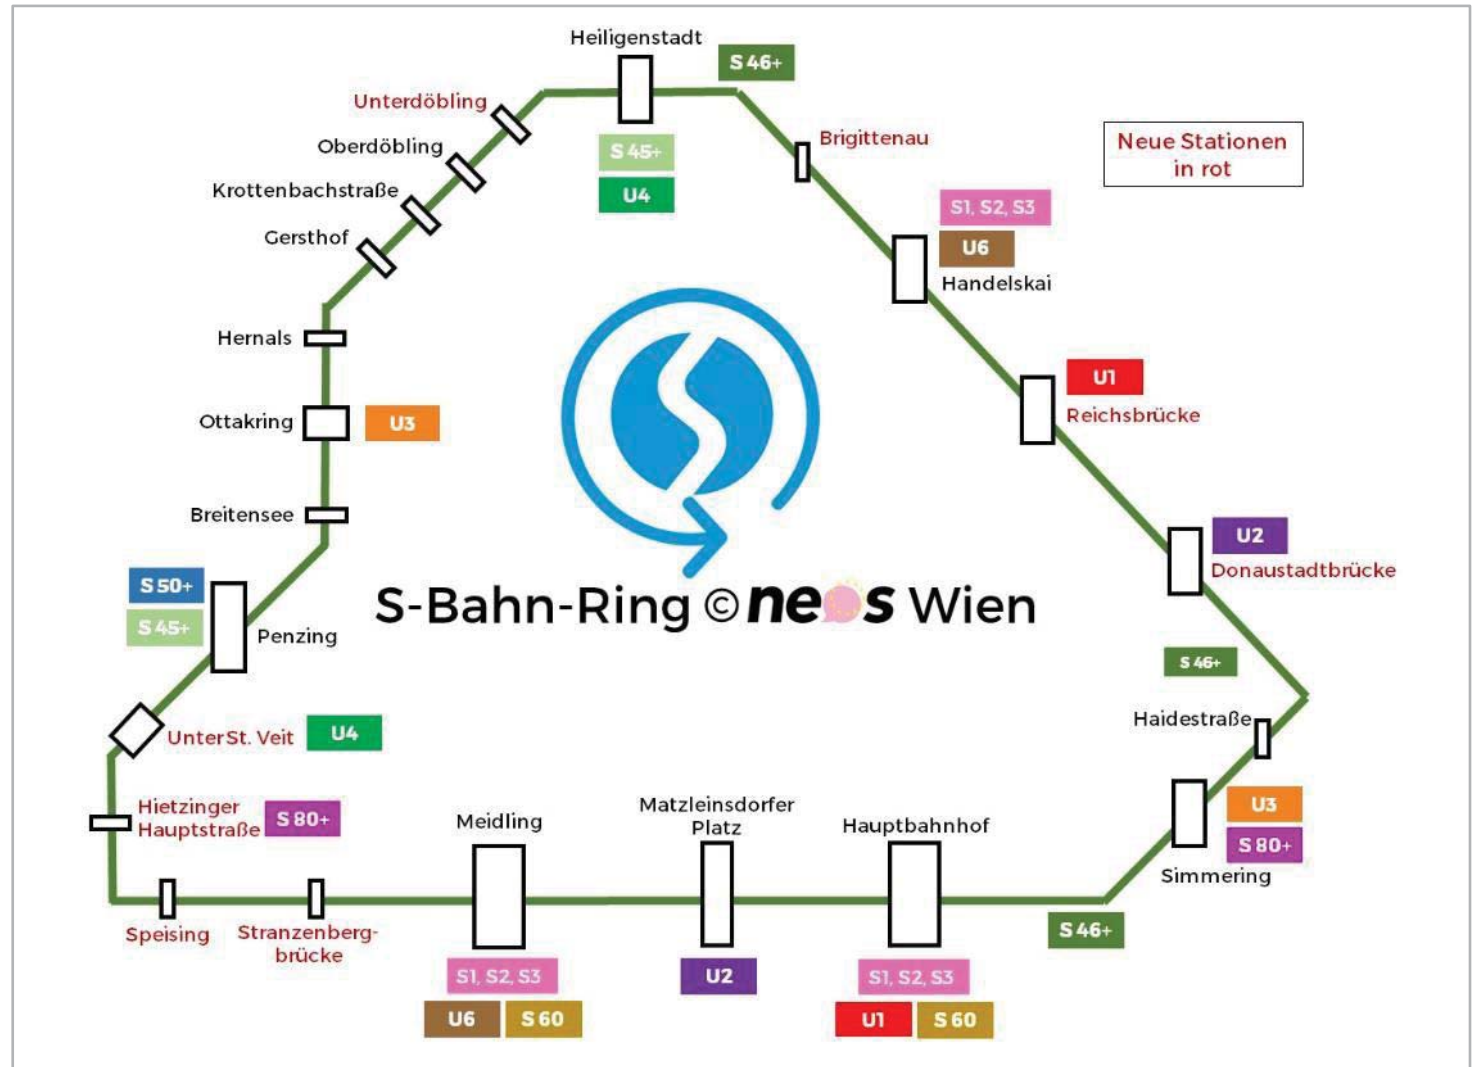 Heiligenstadt
S 46+
Unterdöbling
Brigittenau
Neue Stationen
in rot
Oberdöbling
S 45+
Krottenbachstraße
U4
S1, S2, S3
Gersthof
U6
Handelskai
Hernals
U1
Reichsbrücke
Ottakring
U3
Breitensee
U2
Donaustadtbrücke
S 50+
S 45+
Penzing
S-Bahn-Ring © neos Wien
S 46+
Haidestraße
Unter St. Veit
U4
Hietzinger
Hauptstraße
S 80+
Meidling
Matzleinsdorfer
Platz
Hauptbahnhof
U3
S 80+
Simmering
Speising
Stranzenberg-
brücke
S 46+
S1, S2, S3
U6
S 60
U2
S1, S2, S3
U1
S 60